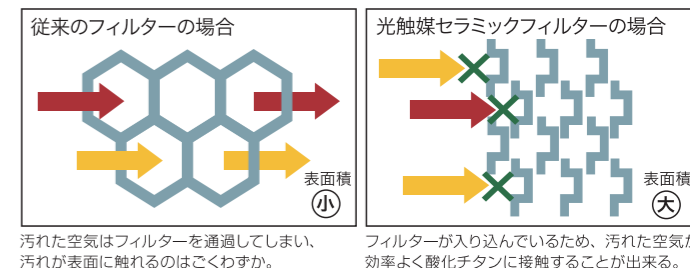 従来のフィルターの場合
表面積
小
汚れた空気はフィルターを通過してしまい、
汚れが表面に触れるのはごくわずか。
光触媒セラミックフィルターの場合
表面積
大
フィルターが入り込んでいるため、汚れた空気が
効率よく酸化チタンに接触することが出来る。